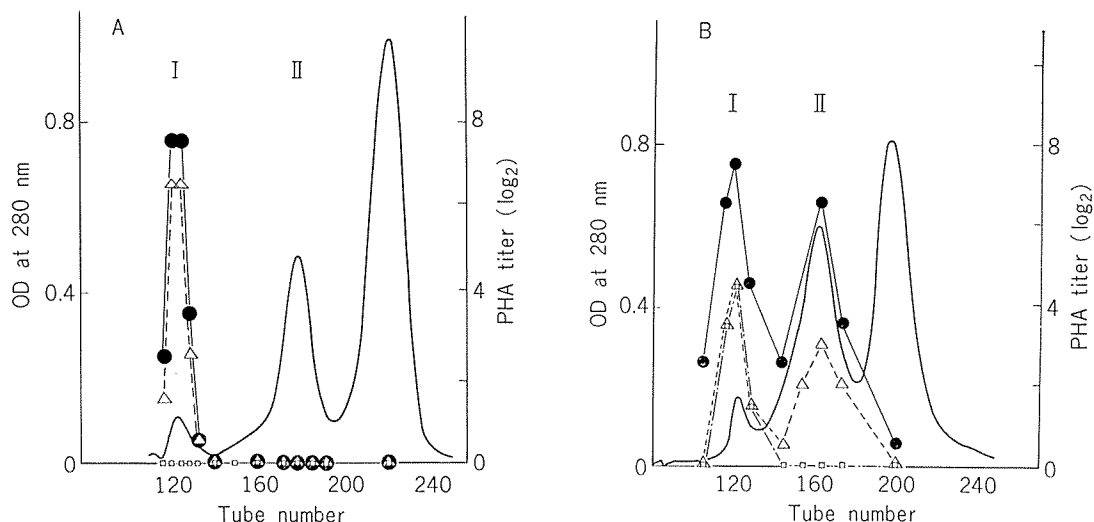 A
I
II
0.8
0.4
0
OD at 280 nm
8
4
0
PHA titer (log₂)
120 160 200 240
Tube number
B
I
II
0.8
0.4
0
OD at 280 nm
8
4
0
PHA titer (log₂)
120 160 200 240
Tube number